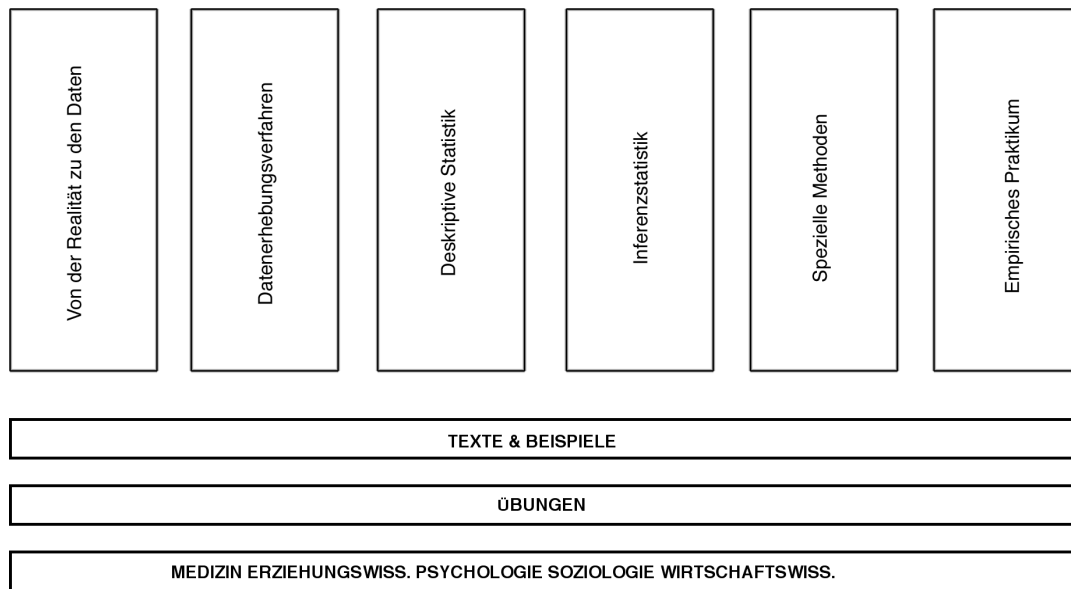 Von der Realität zu den Daten
Datenerhebungsverfahren
Deskriptive Statistik
Inferenzstatistik
Spezielle Methoden
Empirisches Praktikum
TEXTE & BEISPIELE
ÜBUNGEN
MEDIZIN ERZIEHUNGSWISS. PSYCHOLOGIE SOZIOLOGIE WIRTSCHAFTSWISS.